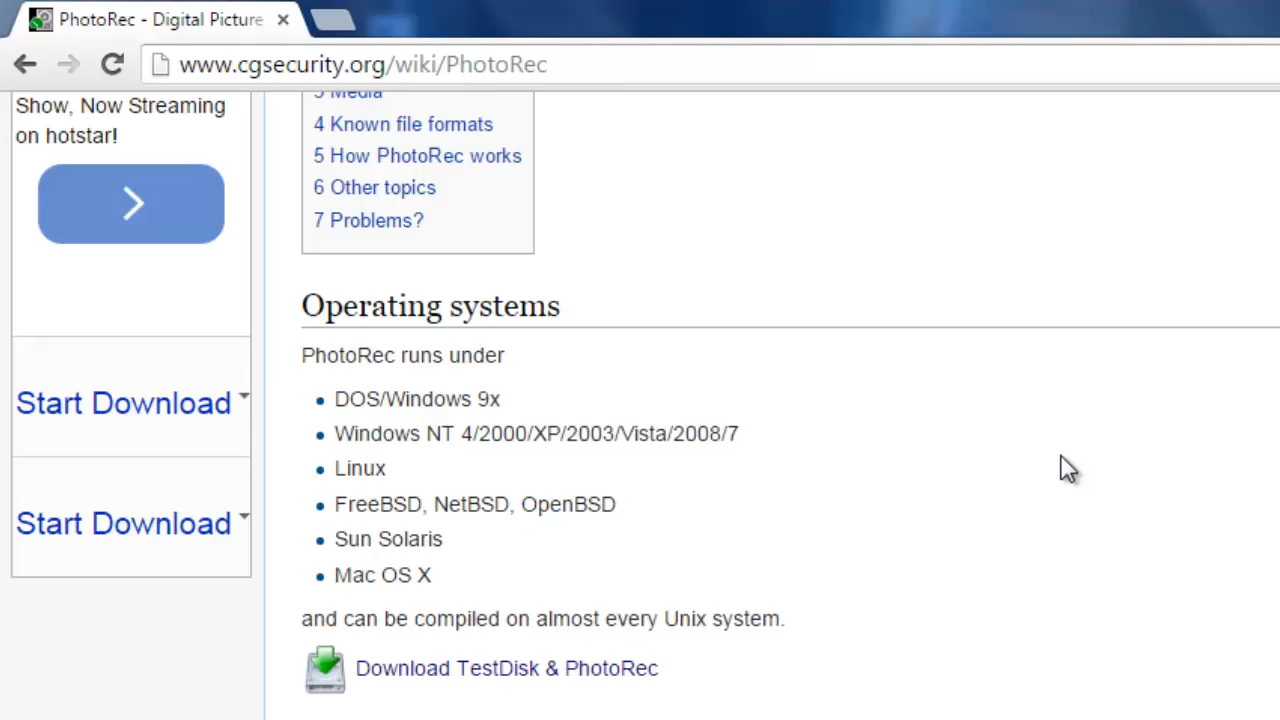 PhotoRec - Digital Picture
www.cgsecurity.org/wiki/PhotoRec
Show, Now Streaming
on hotstar!
Start Download
Start Download
5 Media
4 Known file formats
5 How PhotoRec works
6 Other topics
7 Problems?
Operating systems
PhotoRec runs under
DOS/Windows 9x
Windows NT 4/2000/XP/2003/Vista/2008/7
Linux
FreeBSD, NetBSD, OpenBSD
Sun Solaris
Mac OS X
and can be compiled on almost every Unix system.
Download TestDisk & PhotoRec